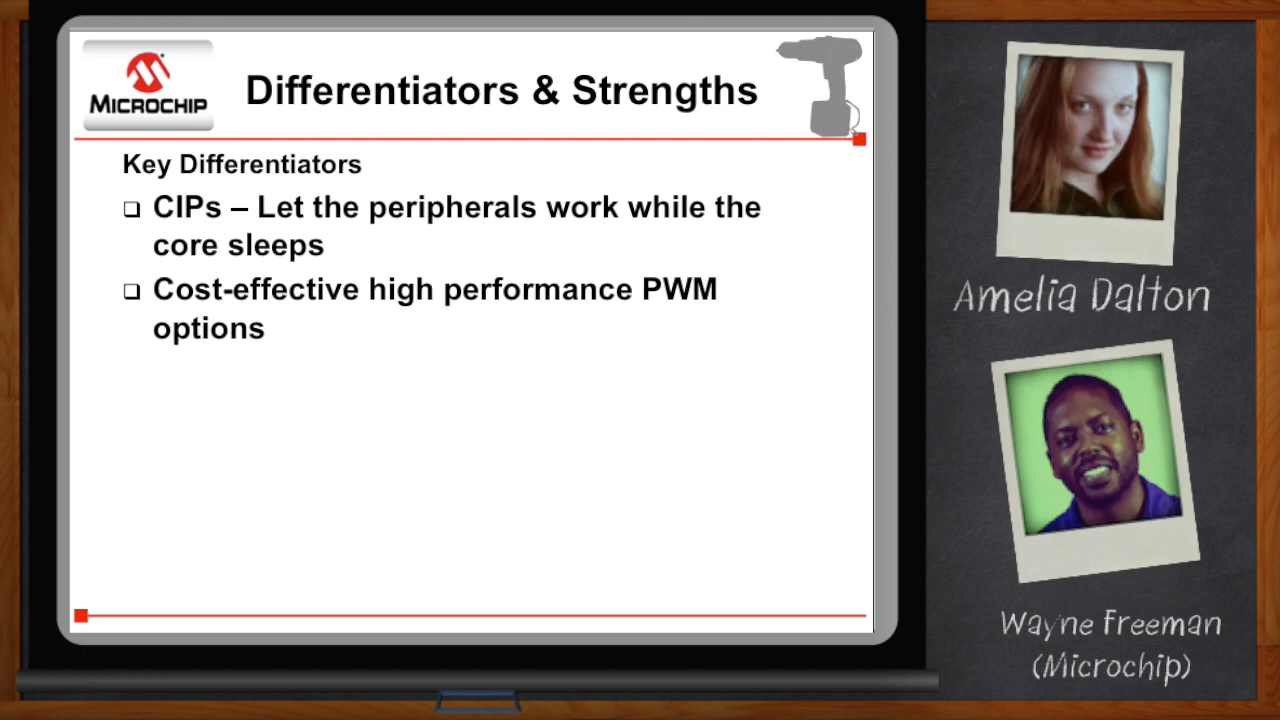 MICROCHIP
Differentiators & Strengths
Key Differentiators
❑ CIPs – Let the peripherals work while the
core sleeps
❑ Cost-effective high performance PWM
options
Amelia Dalton
Wayne Freeman
(Microchip)